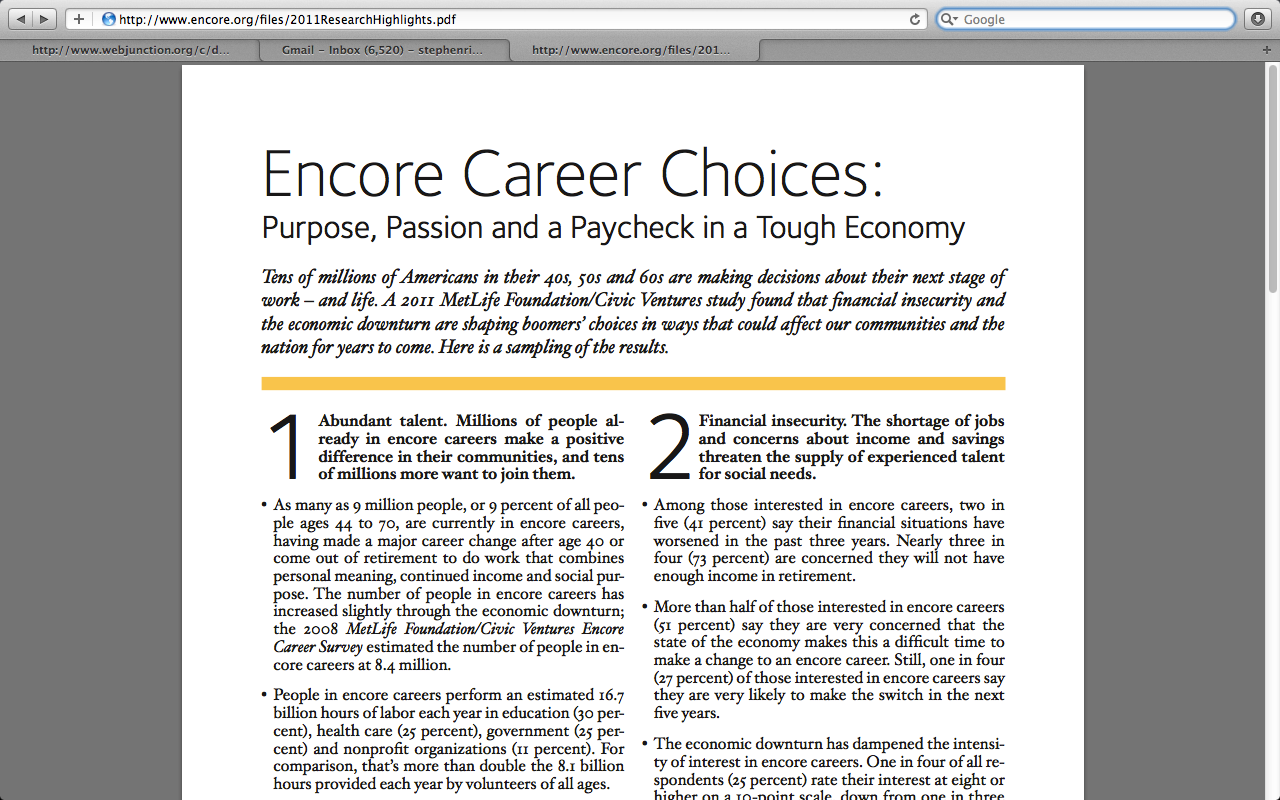 http://www.encore.org/files/2011ResearchHighlights.pdf
Google
http://www.webjunction.org/c/d...
Gmail – Inbox (6,520) – stephenri...
http://www.encore.org/files/201...
Encore Career Choices:
Purpose, Passion and a Paycheck in a Tough Economy
Tens of millions of Americans in their 40s, 50s and 60s are making decisions about their next stage of
work – and life. A 2011 MetLife Foundation/Civic Ventures study found that financial insecurity and
the economic downturn are shaping boomers’ choices in ways that could affect our communities and the
nation for years to come. Here is a sampling of the results.
1
Abundant talent. Millions of people al-
ready in encore careers make a positive
difference in their communities, and tens
of millions more want to join them.
• As many as 9 million people, or 9 percent of all peo-
ple ages 44 to 70, are currently in encore careers,
having made a major career change after age 40 or
come out of retirement to do work that combines
personal meaning, continued income and social pur-
pose. The number of people in encore careers has
increased slightly through the economic downturn;
the 2008 MetLife Foundation/Civic Ventures Encore
Career Survey estimated the number of people in en-
core careers at 8.4 million.
• People in encore careers perform an estimated 16.7
billion hours of labor each year in education (30 per-
cent), health care (25 percent), government (25 per-
cent) and nonprofit organizations (11 percent). For
comparison, that’s more than double the 8.1 billion
hours provided each year by volunteers of all ages.
2
Financial insecurity. The shortage of jobs
and concerns about income and savings
threaten the supply of experienced talent
for social needs.
• Among those interested in encore careers, two in
five (41 percent) say their financial situations have
worsened in the past three years. Nearly three in
four (73 percent) are concerned they will not have
enough income in retirement.
• More than half of those interested in encore careers
(51 percent) say they are very concerned that the
state of the economy makes this a difficult time to
make a change to an encore career. Still, one in four
(27 percent) of those interested in encore careers say
they are very likely to make the switch in the next
five years.
• The economic downturn has dampened the intensi-
ty of interest in encore careers. One in four of all re-
spondents (25 percent) rate their interest at eight or
higher on a 10-point scale, down from one in three